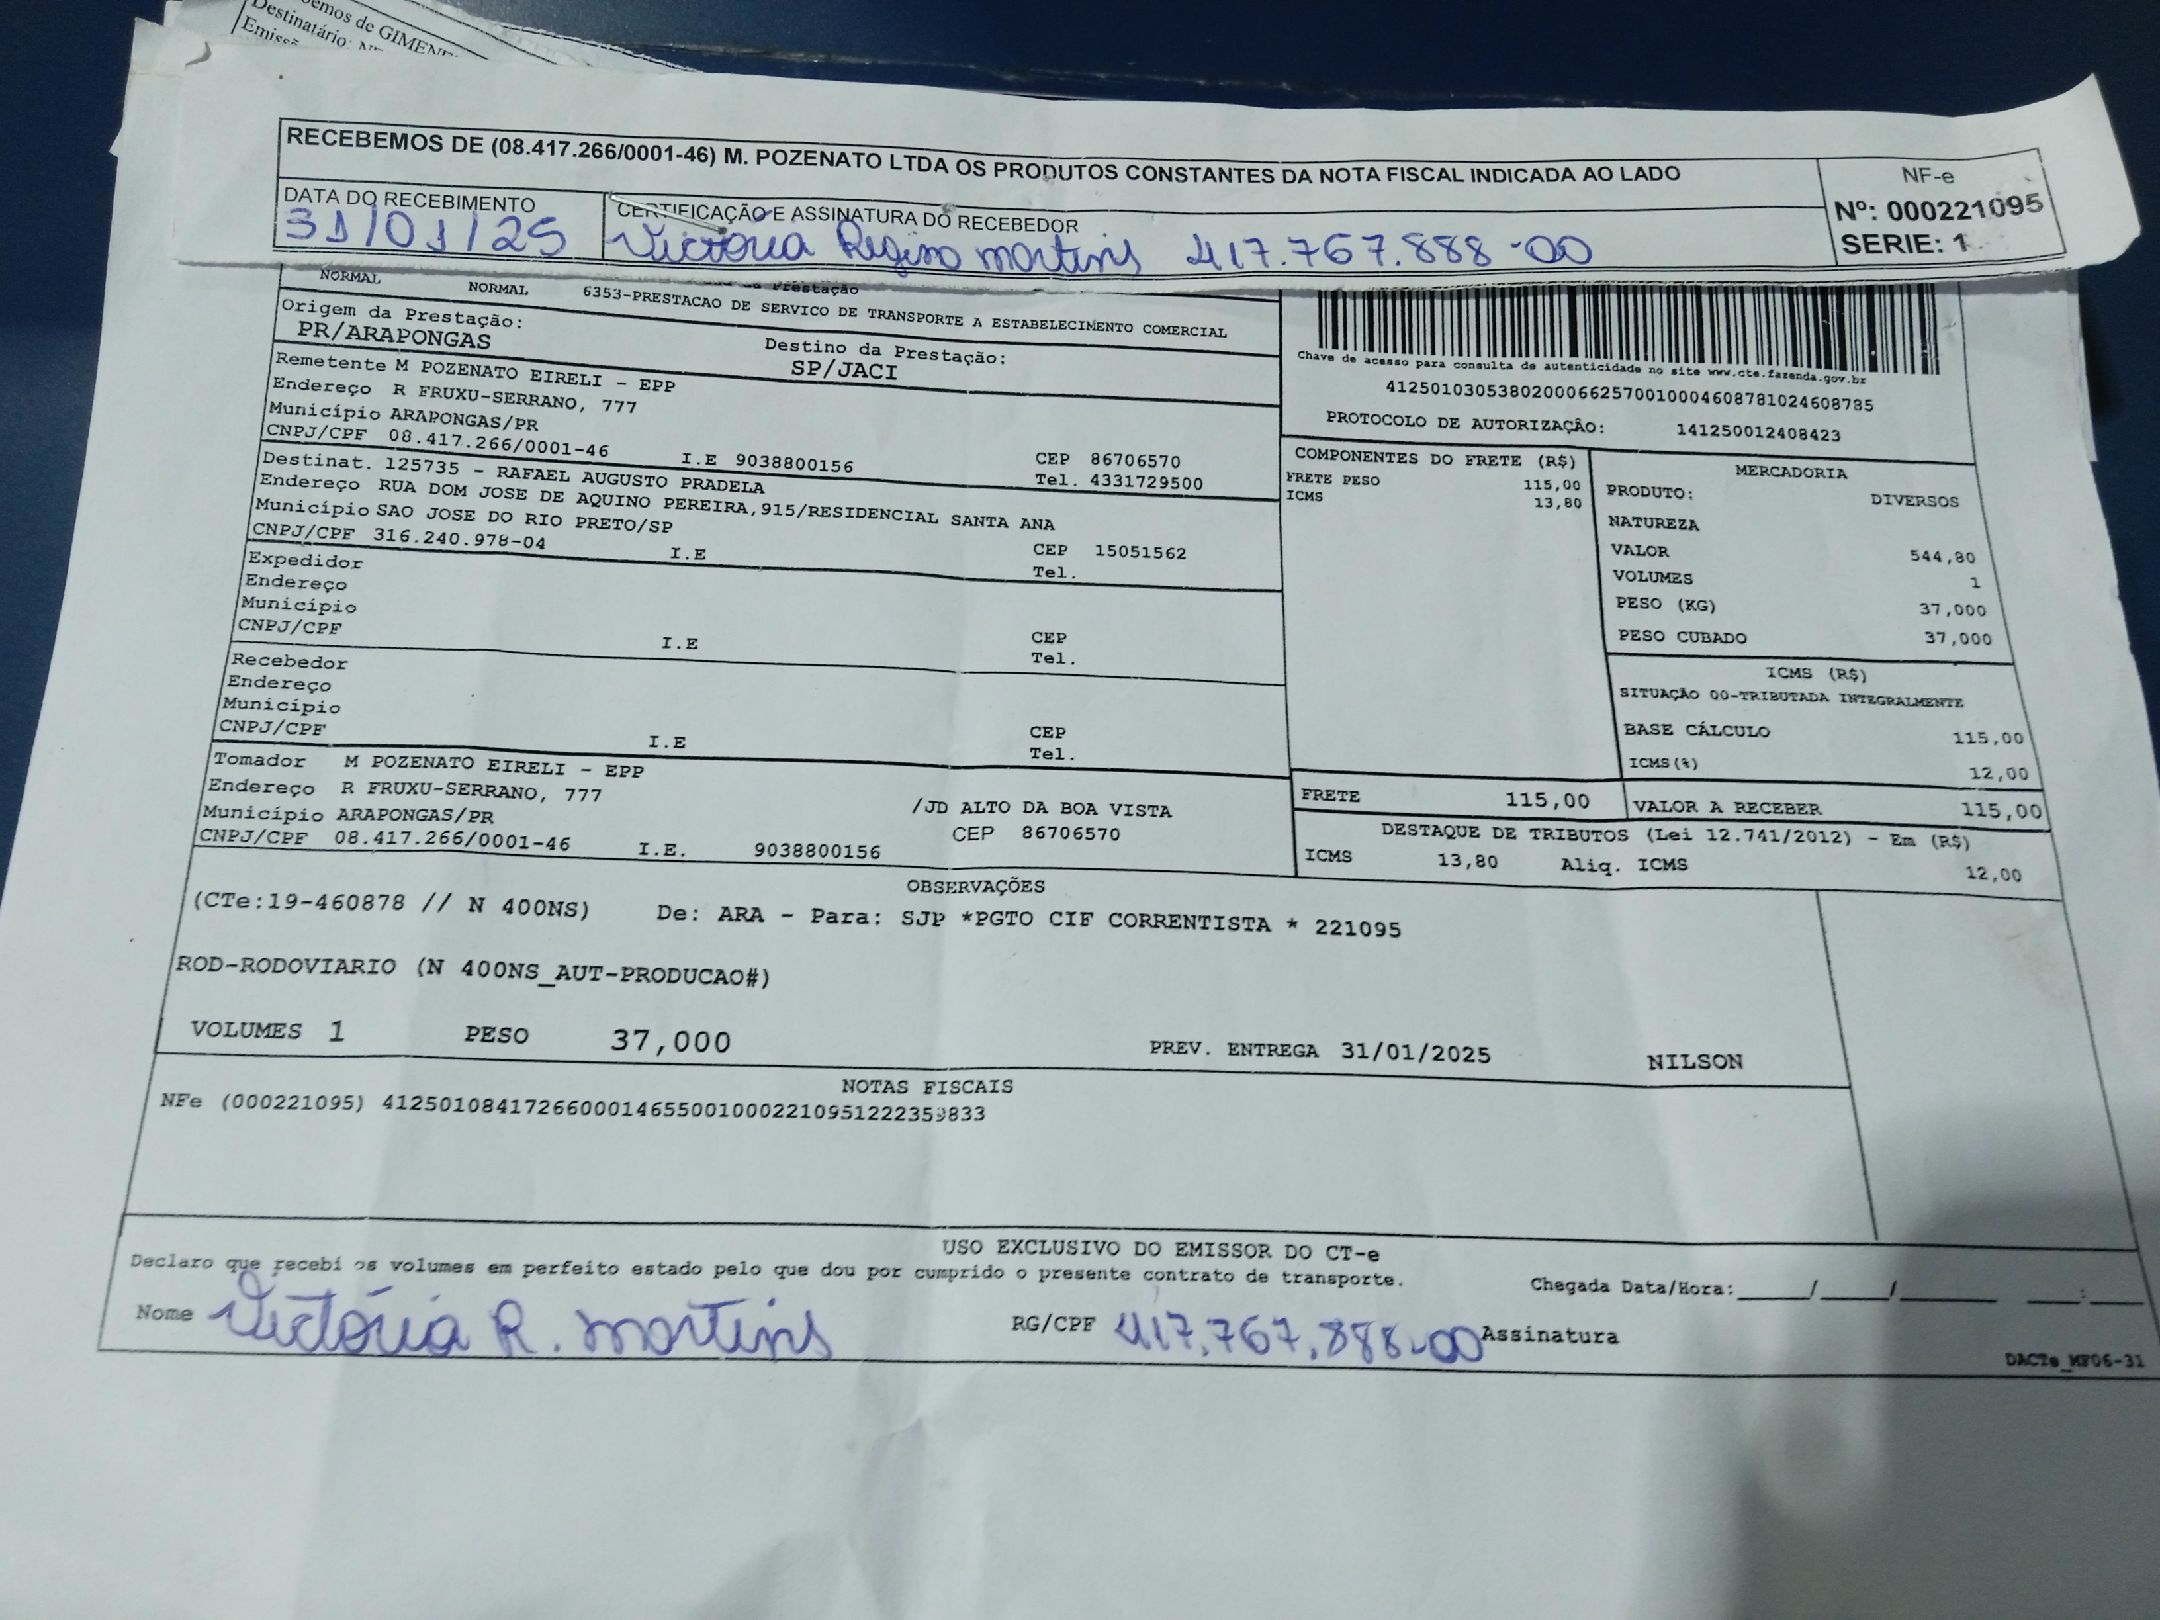 emos de GIMEN
Destinatário:
Emiss
RECEBEMOS DE (08.417.266/0001-46) M. POZENATO LTDA OS PRODUTOS CONSTANTES DA NOTA FISCAL INDICADA AO LADO
NF-e
Nº: 000221095
SERIE: 1
DATA DO RECEBIMENTO
31/01/25
CERTIFICAÇÃO E ASSINATURA DO RECEBEDOR
Victória Regina martins 417.767.888-00
Prestação
NORMAL NORMAL 6353-PRESTACAO DE SERVICO DE TRANSPORTE A ESTABELECIMENTO COMERCIAL
Origem da Prestação: Destino da Prestação:
PR/ARAPONGAS SP/JACI
Remetente M POZENATO EIRELI - EPP
Endereço R FRUXU-SERRANO, 777
Município ARAPONGAS/PR CEP 86706570
CNPJ/CPF 08.417.266/0001-46 I.E 9038800156 Tel. 4331729500
Destinat. 125735 - RAFAEL AUGUSTO PRADELA
Endereço RUA DOM JOSE DE AQUINO PEREIRA,915/RESIDENCIAL SANTA ANA
Município SAO JOSE DO RIO PRETO/SP CEP 15051562
CNPJ/CPF 316.240.978-04 I.E Tel.
Expedidor
Endereço
Município CEP
CNPJ/CPF I.E Tel.
Recebedor
Endereço
Município CEP
CNPJ/CPF I.E Tel.
Tomador M POZENATO EIRELI - EPP
Endereço R FRUXU-SERRANO, 777 /JD ALTO DA BOA VISTA
Município ARAPONGAS/PR CEP 86706570
CNPJ/CPF 08.417.266/0001-46 I.E. 9038800156
Chave de acesso para consulta de autenticidade no site www.cte.fazenda.gov.br
41250103053802000662570010004608781024608785
PROTOCOLO DE AUTORIZAÇÃO: 141250012408423
COMPONENTES DO FRETE (R$)
FRETE PESO 115,00
ICMS 13,80
MERCADORIA
PRODUTO: DIVERSOS
NATUREZA
VALOR 544,80
VOLUMES 1
PESO (KG) 37,000
PESO CUBADO 37,000
ICMS (R$)
SITUAÇÃO 00-TRIBUTADA INTEGRALMENTE
BASE CÁLCULO 115,00
ICMS(%) 12,00
FRETE 115,00 VALOR A RECEBER 115,00
DESTAQUE DE TRIBUTOS (Lei 12.741/2012) - Em (R$)
ICMS 13,80 Aliq. ICMS 12,00
OBSERVAÇÕES
(CTe:19-460878 // N 400NS) De: ARA - Para: SJP *PGTO CIF CORRENTISTA * 221095
ROD-RODOVIARIO (N 400NS_AUT-PRODUCAO#)
VOLUMES 1 PESO 37,000 PREV. ENTREGA 31/01/2025 NILSON
NOTAS FISCAIS
NFe (000221095) 41250108417266000146550010002210951222359833
USO EXCLUSIVO DO EMISSOR DO CT-e
Declaro que recebi os volumes em perfeito estado pelo que dou por cumprido o presente contrato de transporte.
Chegada Data/Hora:_____/_____/_______ ___:___
Nome Victória R. martins RG/CPF 417.767.888-00 Assinatura
DACTe_MF06-31